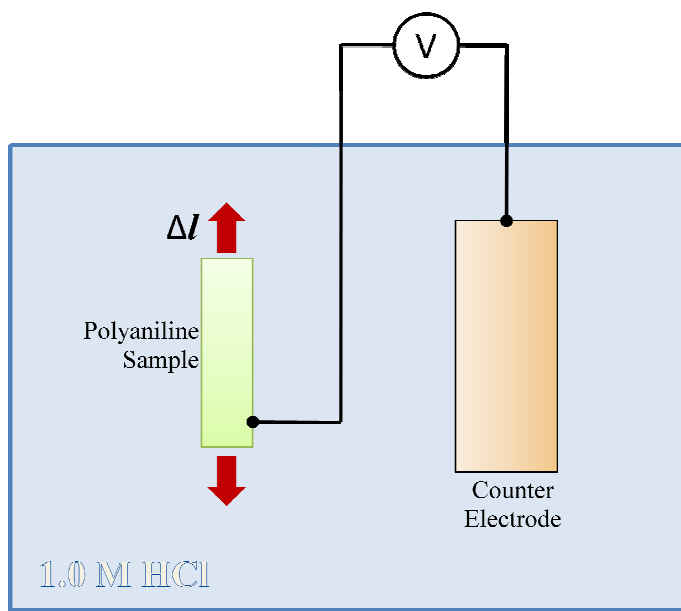 V
Δl
Polyaniline
Sample
Counter
Electrode
1.0 M HCl